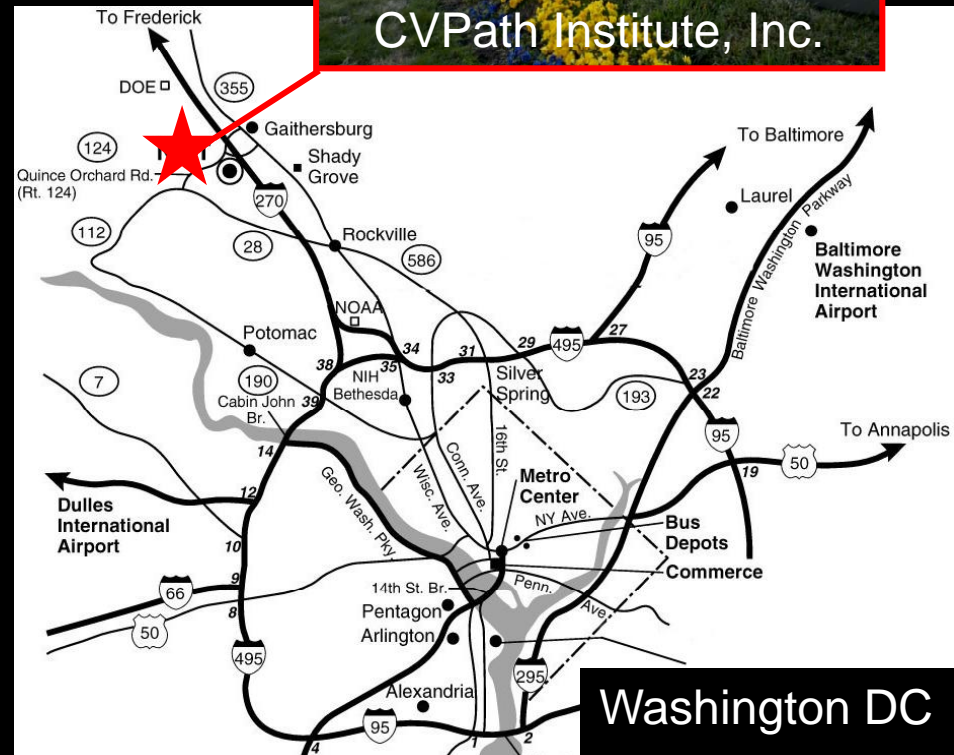 CVPath Institute, Inc.
To Frederick
DOE
355
Gaithersburg
To Baltimore
124
Shady
Grove
Quince Orchard Rd.
(Rt. 124)
Laurel
Baltimore Washington Parkway
270
112
28
Rockville
586
95
Baltimore
Washington
International
Airport
NOAA
Potomac
34
38
35
31
29
495
27
33
7
190
39
NIH
Bethesda
Silver
Spring
193
23
22
Cabin John
Br.
14
95
To Annapolis
50
19
16th St.
Conn. Ave.
Wisc. Ave.
Geo. Wash. Pky.
Metro
Center
NY Ave.
12
Dulles
International
Airport
10
Bus
Depots
Commerce
9
66
8
14th St. Br.
Penn. Ave.
50
Pentagon
Arlington
495
295
Alexandria
95
4
1
2
Washington DC